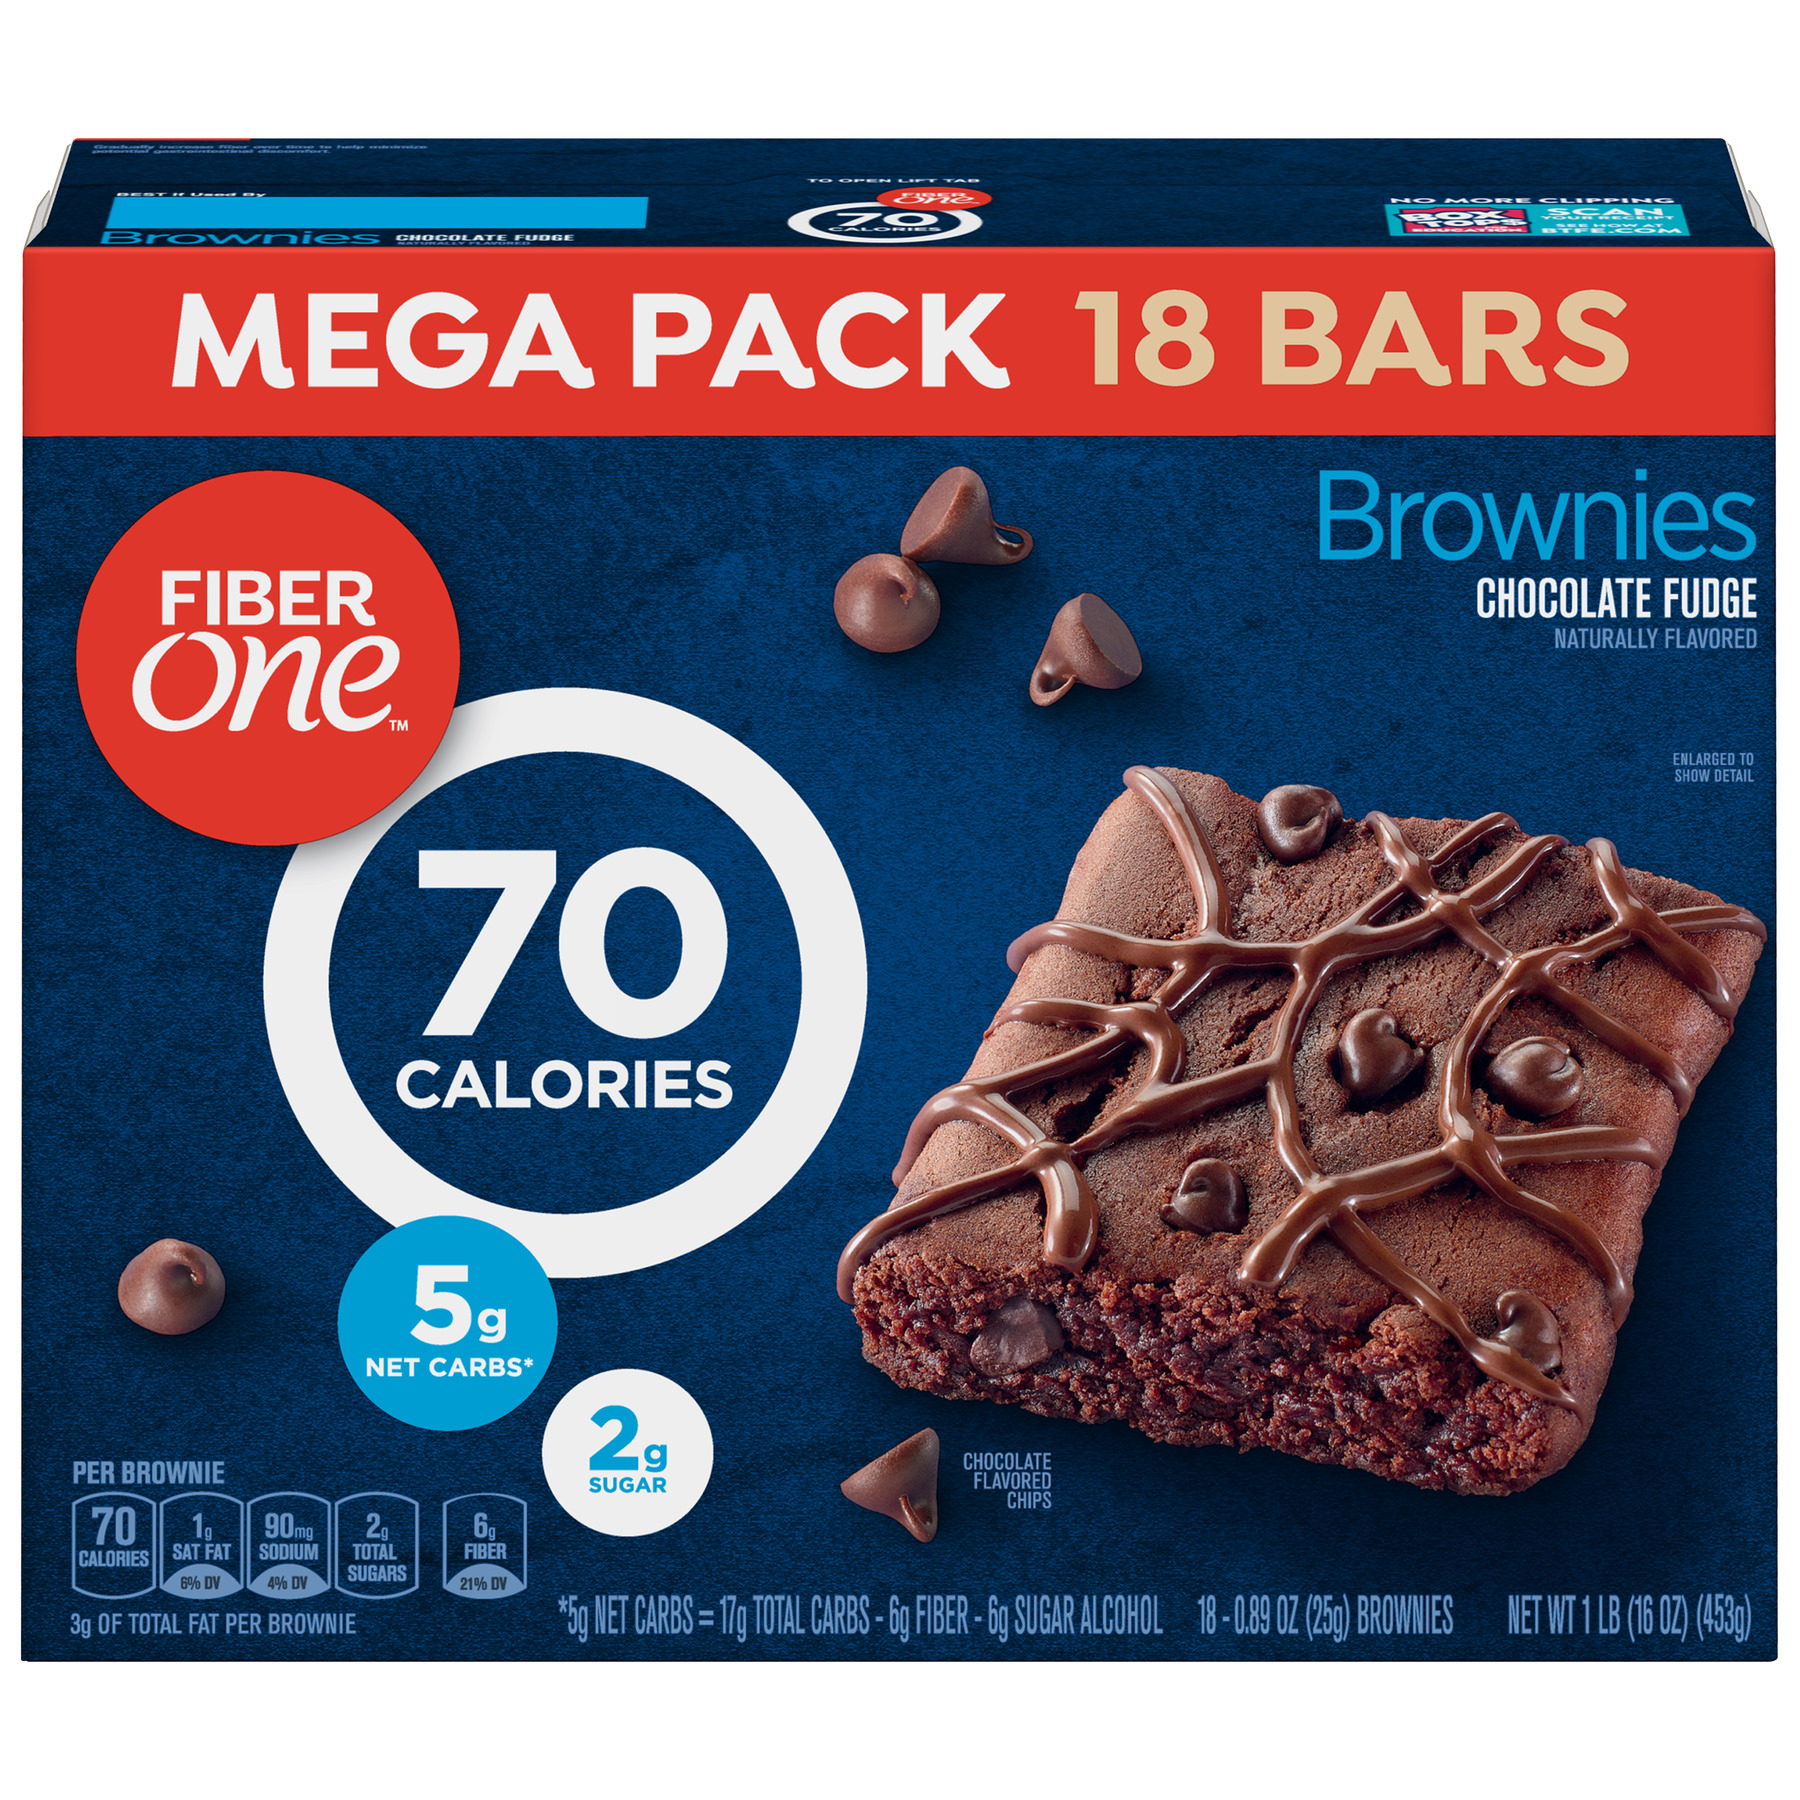 Gradually increase fiber over time to help minimize
potential gastrointestinal discomfort.
BEST If Used By
Brownies CHOCOLATE FUDGE
NATURALLY FLAVORED
TO OPEN LIFT TAB
FIBER
One
70
CALORIES
NO MORE CLIPPING
BOX
TOPS
EDUCATION
SCAN
YOUR RECEIPT
SEE HOW AT
BTFE.COM
MEGA PACK 18 BARS
FIBER
One™
Brownies
CHOCOLATE FUDGE
NATURALLY FLAVORED
ENLARGED TO
SHOW DETAIL
70
CALORIES
5g
NET CARBS*
2g
SUGAR
CHOCOLATE
FLAVORED
CHIPS
PER BROWNIE
70
CALORIES
1g
SAT FAT
6% DV
90mg
SODIUM
4% DV
2g
TOTAL
SUGARS
6g
FIBER
21% DV
3g OF TOTAL FAT PER BROWNIE
*5g NET CARBS = 17g TOTAL CARBS - 6g FIBER - 6g SUGAR ALCOHOL 18 - 0.89 OZ (25g) BROWNIES NET WT 1 LB (16 OZ) (453g)